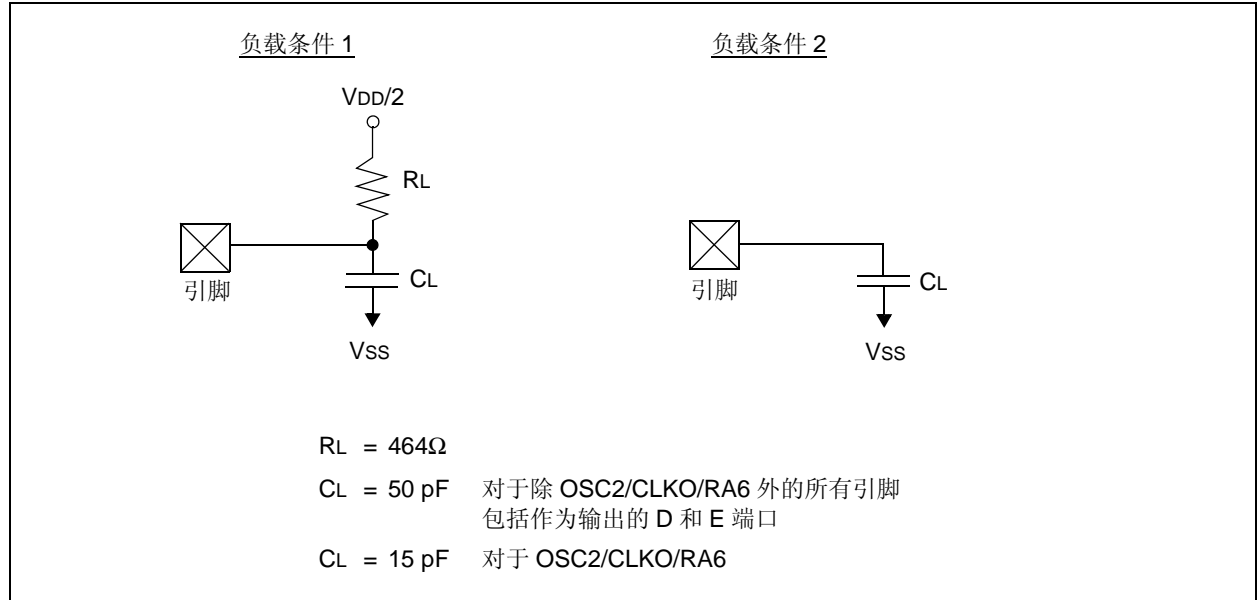 负载条件 1
VDD/2
RL
引脚
CL
VSS
负载条件 2
引脚
CL
VSS
RL = 464Ω
CL = 50 pF 对于除 OSC2/CLKO/RA6 外的所有引脚
包括作为输出的 D 和 E 端口
CL = 15 pF 对于 OSC2/CLKO/RA6